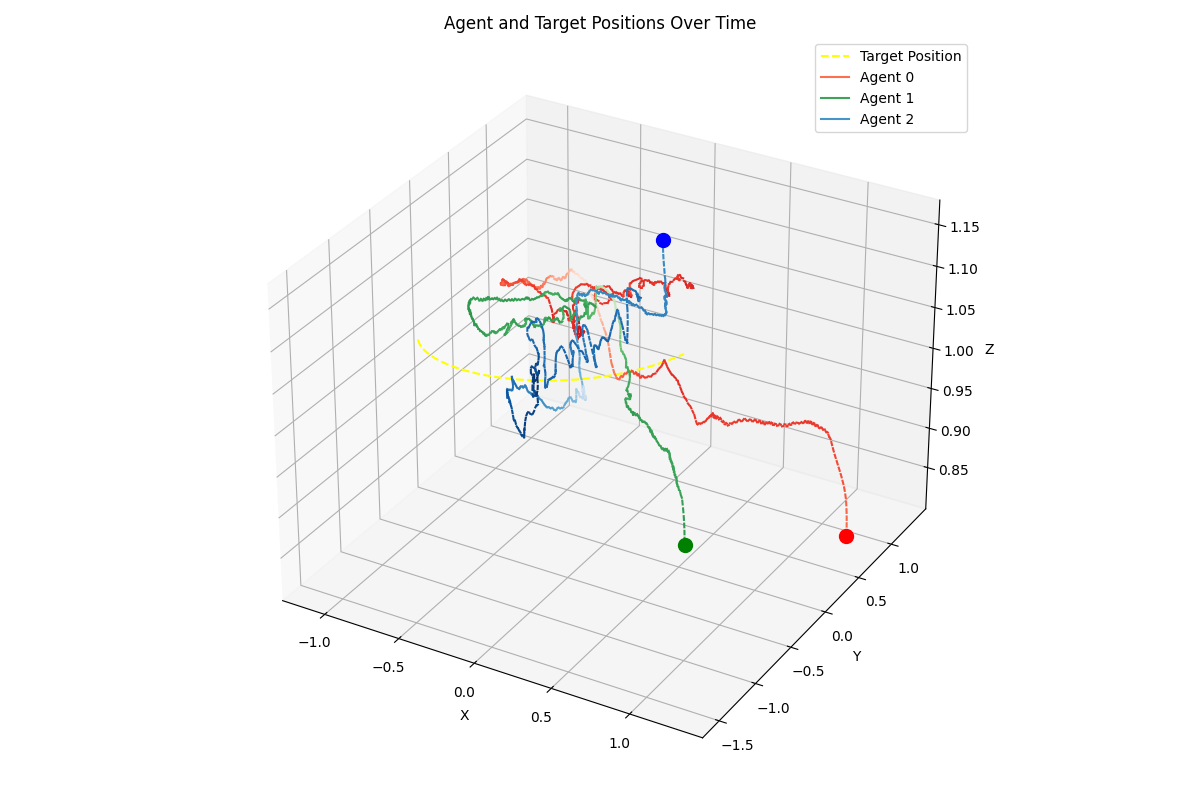 Agent and Target Positions Over Time
Target Position
Agent 0
Agent 1
Agent 2
1.15
1.10
1.05
1.00
0.95
0.90
0.85
Z
1.0
0.5
0.0
−0.5
−1.0
−1.5
Y
−1.0
−0.5
0.0
0.5
1.0
X